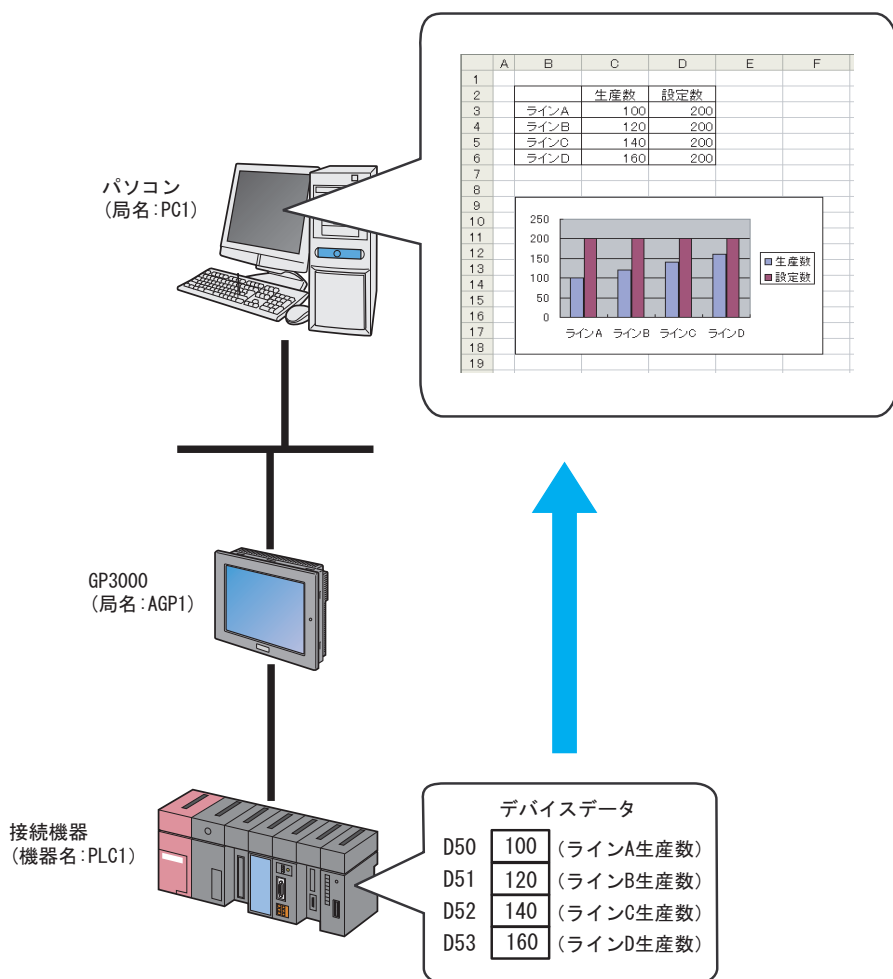 A B C D E F
1
2 生産数 設定数
3 ラインA 100 200
4 ラインB 120 200
5 ラインC 140 200
6 ラインD 160 200
7
8
9
10
11
12
13
14
15
16
17
18
19
250
200
150
100
50
0
ラインA ラインB ラインC ラインD
生産数
設定数
パソコン
(局名:PC1)
GP3000
(局名:AGP1)
接続機器
(機器名:PLC1)
デバイスデータ
D50 100 (ラインA生産数)
D51 120 (ラインB生産数)
D52 140 (ラインC生産数)
D53 160 (ラインD生産数)